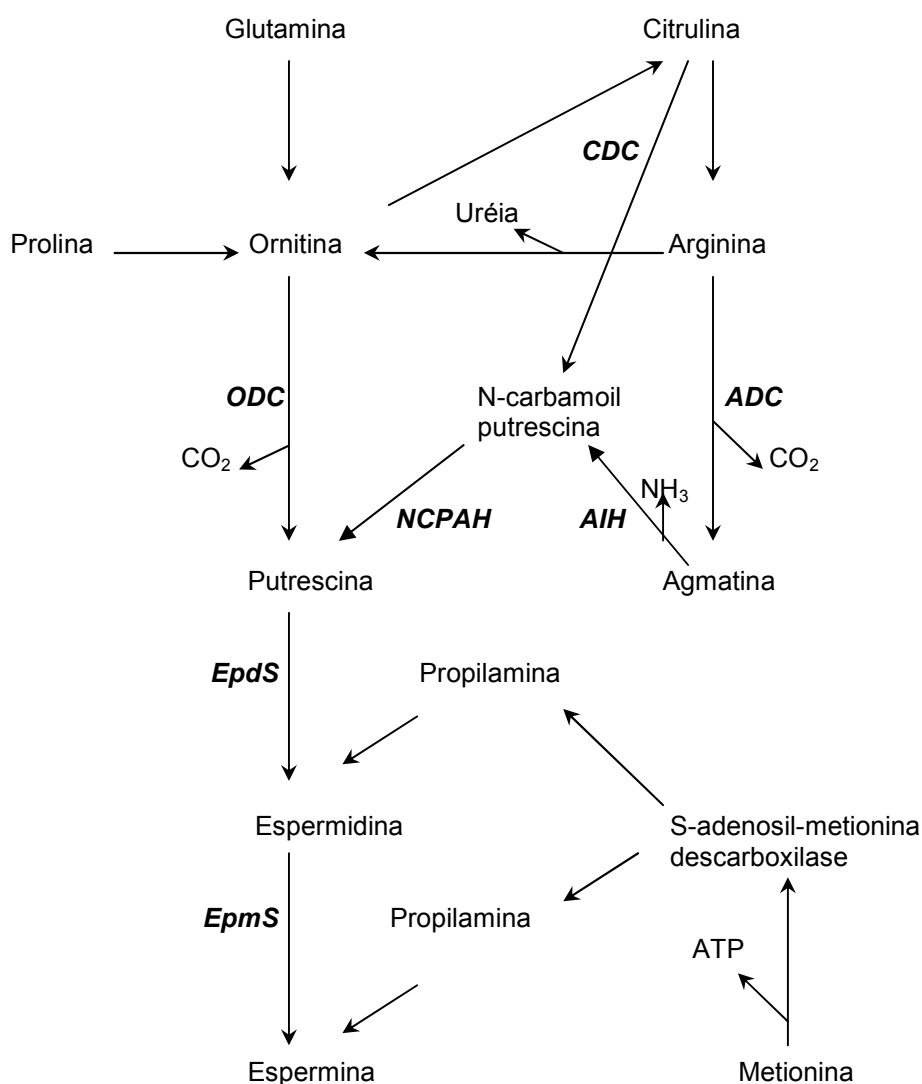 Glutamina
Citrulina
CDC
Uréia
Prolina
Ornitina
Arginina
ODC
N-carbamoil
putrescina
ADC
CO₂
CO₂
NH₃
NCPAH
AIH
Putrescina
Agmatina
EpdS
Propilamina
Espermidina
S-adenosil-metionina
descarboxilase
EpmS
Propilamina
ATP
Espermina
Metionina